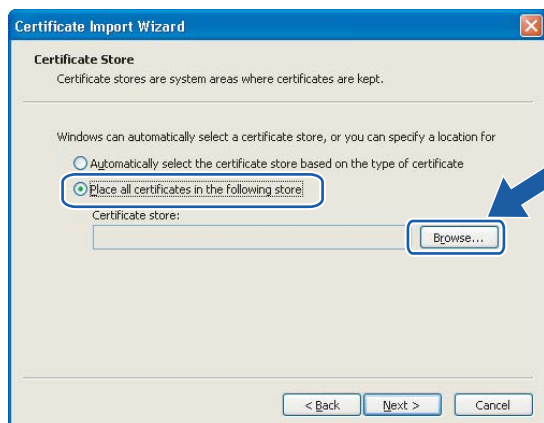 Certificate Import Wizard
Certificate Store
Certificate stores are system areas where certificates are kept.
Windows can automatically select a certificate store, or you can specify a location for
Automatically select the certificate store based on the type of certificate
Place all certificates in the following store
Certificate store:
Browse...
< Back
Next >
Cancel